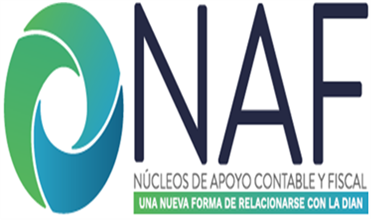 NAF
NÚCLEOS DE APOYO CONTABLE Y FISCAL
UNA NUEVA FORMA DE RELACIONARSE CON LA DIAN